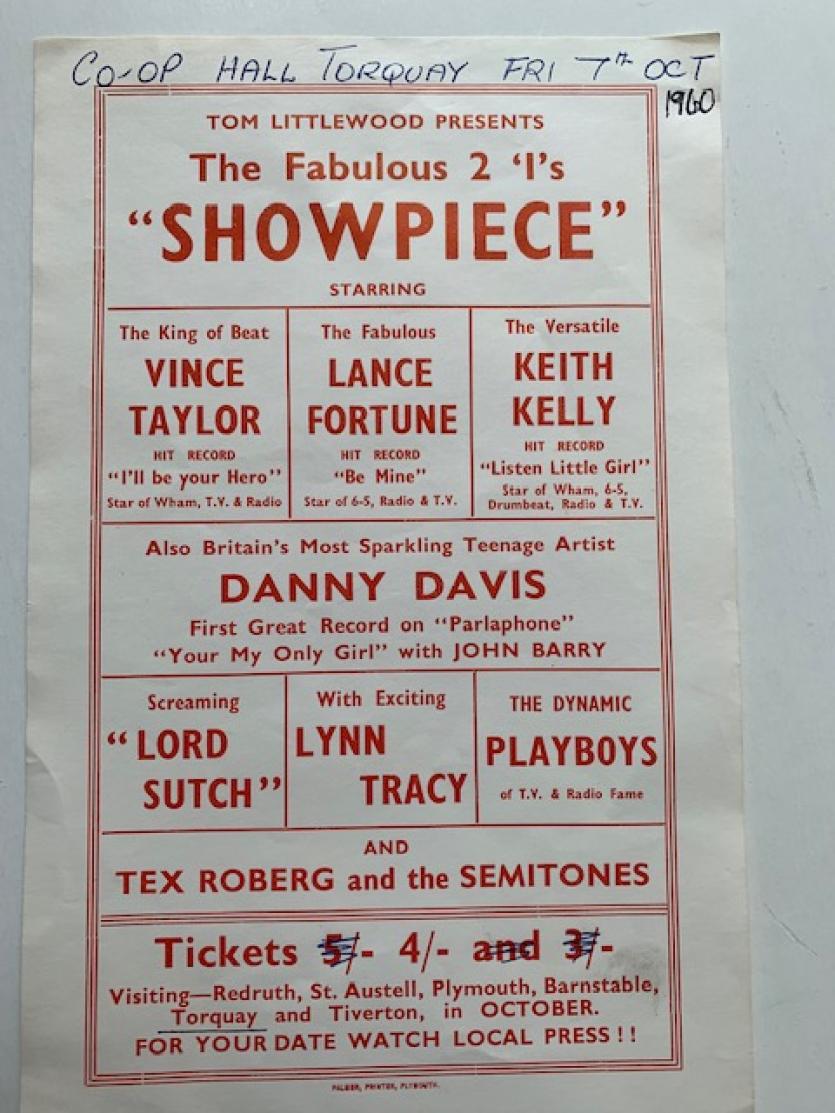 CO-OP HALL TORQUAY FRI 7TH OCT
1960
TOM LITTLEWOOD PRESENTS
The Fabulous 2 'I's
"SHOWPIECE"
STARRING
The King of Beat
VINCE
TAYLOR
HIT RECORD
"I'll be your Hero"
Star of Wham, T.V. & Radio
The Fabulous
LANCE
FORTUNE
HIT RECORD
"Be Mine"
Star of 6-5, Radio & T.V.
The Versatile
KEITH
KELLY
HIT RECORD
"Listen Little Girl"
Star of Wham, 6-5,
Drumbeat, Radio & T.V.
Also Britain's Most Sparkling Teenage Artist
DANNY DAVIS
First Great Record on "Parlaphone"
"Your My Only Girl" with JOHN BARRY
Screaming
"LORD
SUTCH"
With Exciting
LYNN
TRACY
THE DYNAMIC
PLAYBOYS
of T.V. & Radio Fame
AND
TEX ROBERG and the SEMITONES
Tickets 5/- 4/- and 3/-
Visiting—Redruth, St. Austell, Plymouth, Barnstable,
Torquay and Tiverton, in OCTOBER.
FOR YOUR DATE WATCH LOCAL PRESS!!
PALMER, PRINTER, PLYMOUTH.